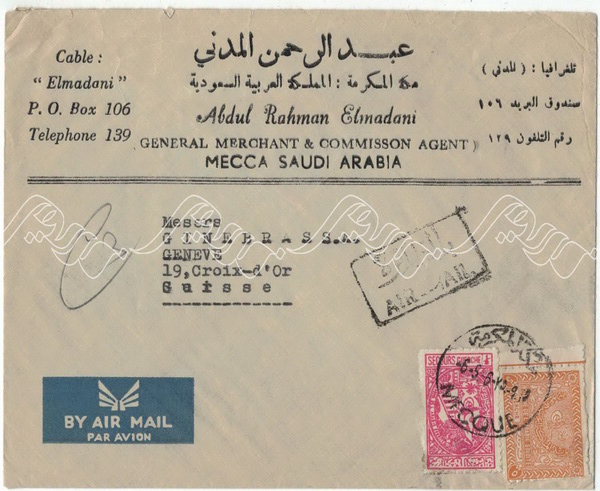 Cable :
" Elmadani "
P. O. Box 106
Telephone 139
عبد الرحمن المدني
مكة المكرمة : المملكة العربية السعودية
Abdul Rahman Elmadani
( GENERAL MERCHANT & COMMISSON AGENT )
MECCA SAUDI ARABIA
تلغرافيا : ( المدني )
صندوق البريد ١٠٦
رقم التلفون ١٢٩
Messrs
GENEVE
19,Croix-d'Or
Suisse
AIR MAIL
SECOURS
MECQUE
BY AIR MAIL
PAR AVION